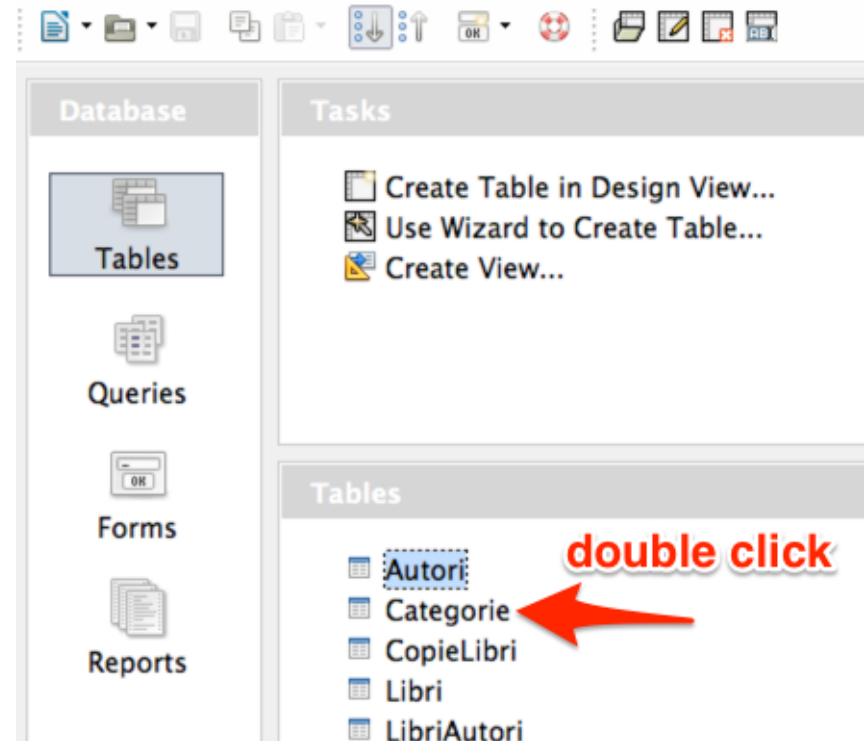 OK
ABI
Database
Tasks
Create Table in Design View...
Use Wizard to Create Table...
Create View...
Tables
Queries
OK
Forms
Reports
Tables
double click
Autori
Categorie
CopieLibri
Libri
LibriAutori